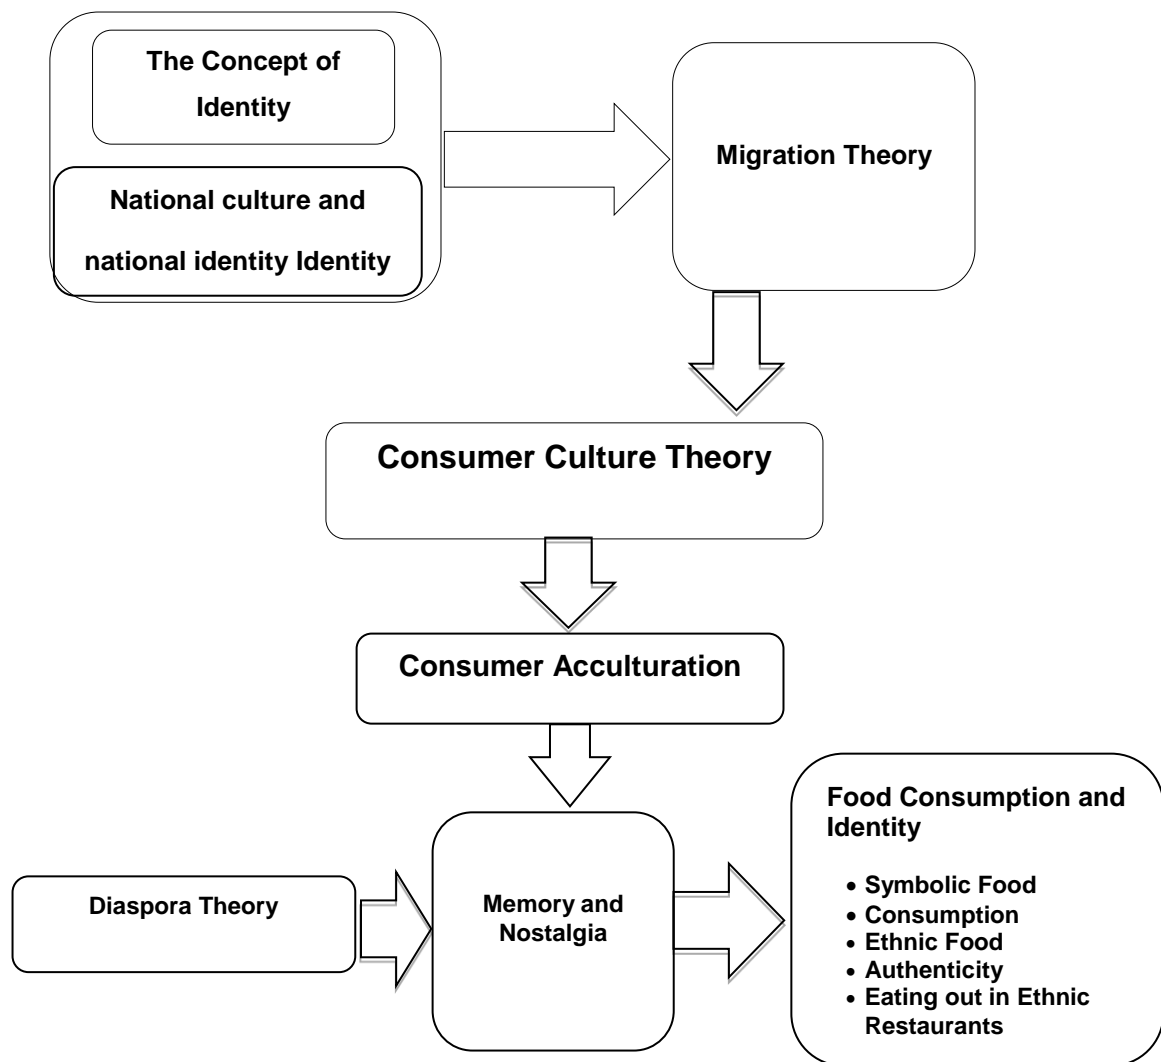 The Concept of
Identity
National culture and
national identity Identity
Migration Theory
Consumer Culture Theory
Consumer Acculturation
Diaspora Theory
Memory and
Nostalgia
Food Consumption and
Identity
• Symbolic Food
• Consumption
• Ethnic Food
• Authenticity
• Eating out in Ethnic
Restaurants